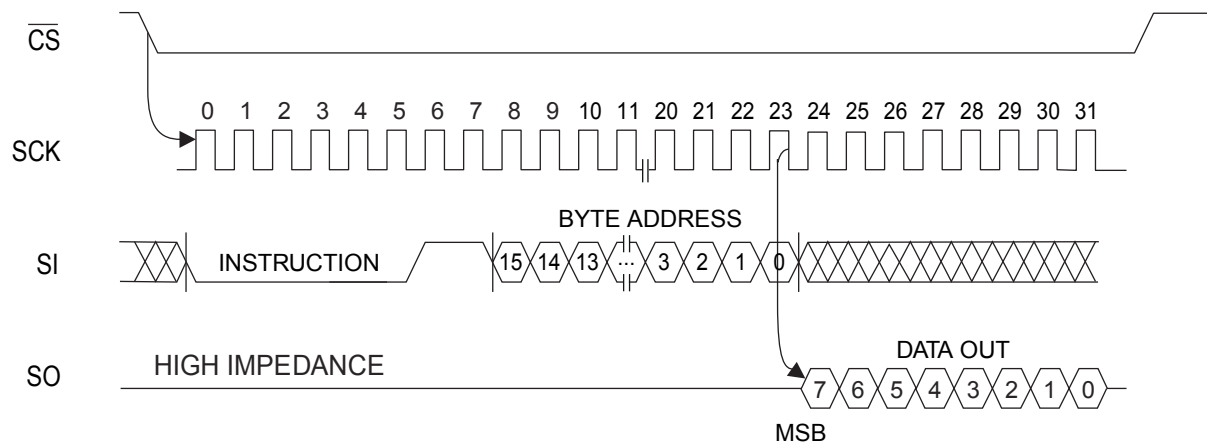 CS
0 1 2 3 4 5 6 7 8 9 10 11 20 21 22 23 24 25 26 27 28 29 30 31
SCK
BYTE ADDRESS
SI
INSTRUCTION
15 14 13 ... 3 2 1 0
HIGH IMPEDANCE
DATA OUT
SO
7 6 5 4 3 2 1 0
MSB